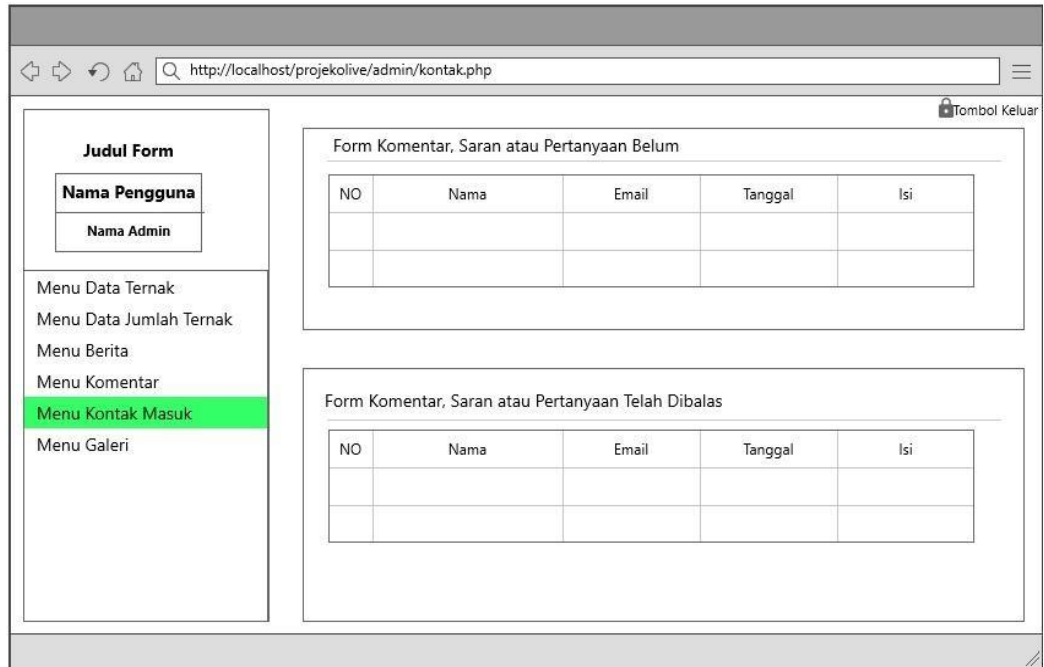 http://localhost/projekolive/admin/kontak.php
Tombol Keluar
Judul Form
Nama Pengguna
Nama Admin
Menu Data Ternak
Menu Data Jumlah Ternak
Menu Berita
Menu Komentar
Menu Kontak Masuk
Menu Galeri
Form Komentar, Saran atau Pertanyaan Belum
NO Nama Email Tanggal Isi
Form Komentar, Saran atau Pertanyaan Telah Dibalas
NO Nama Email Tanggal Isi